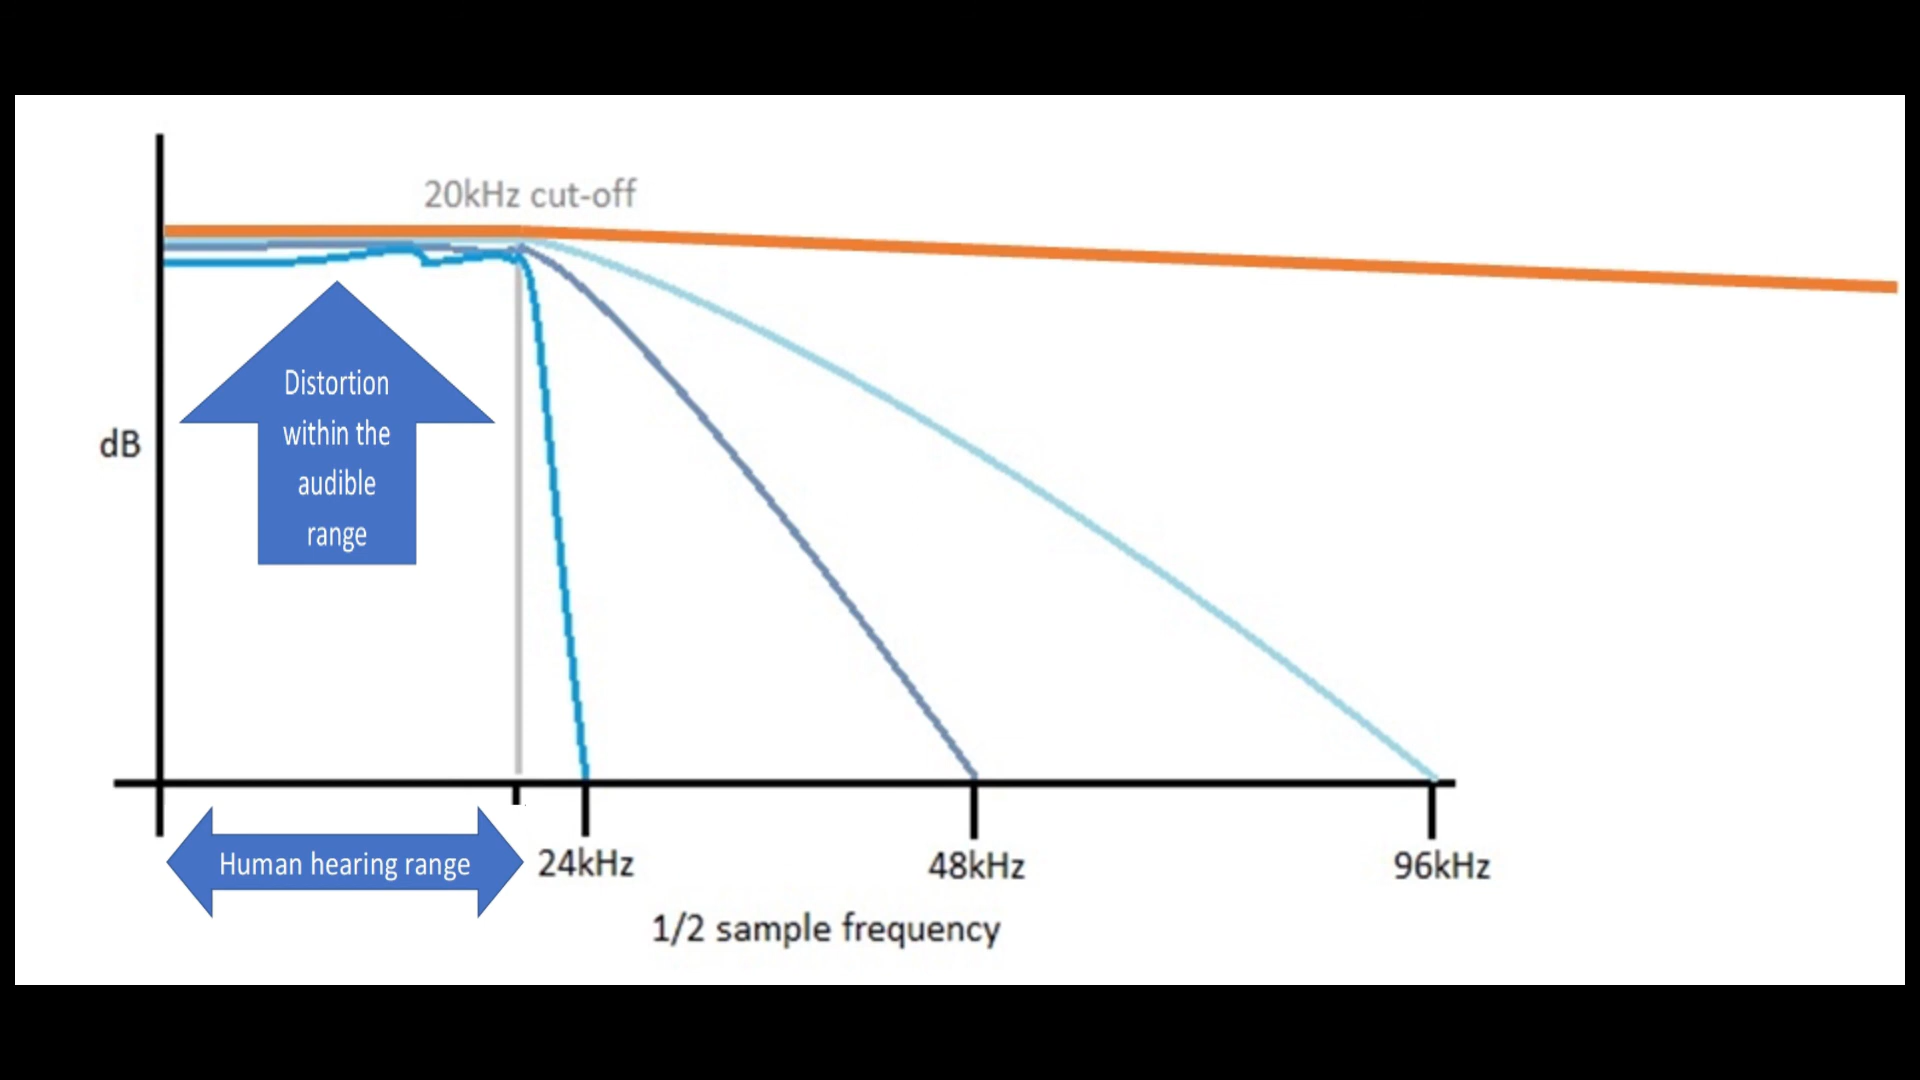 20kHz cut-off
Distortion
within the
audible
range
dB
Human hearing range
24kHz
48kHz
96kHz
1/2 sample frequency